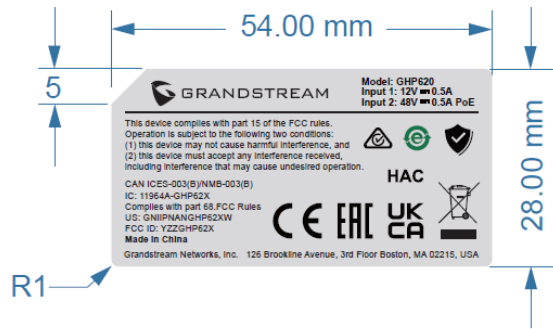 54.00 mm
5
28.00 mm
R1
GRANDSTREAM
Model: GHP620
Input 1: 12V 0.5A
Input 2: 48V 0.5A PoE
This device complies with part 15 of the FCC rules.
Operation is subject to the following two conditions:
(1) this device may not cause harmful interference, and
(2) this device must accept any interference received,
including interference that may cause undesired operation.
HAC
CAN ICES-003(B)/NMB-003(B)
IC: 11964A-GHP62X
Complies with part 68.FCC Rules
US: GNIIPNANGHP62XW
FCC ID: YZZGHP62X
Made in China
CE EAC UK CA
Grandstream Networks, Inc. 126 Brookline Avenue, 3rd Floor Boston, MA 02215, USA